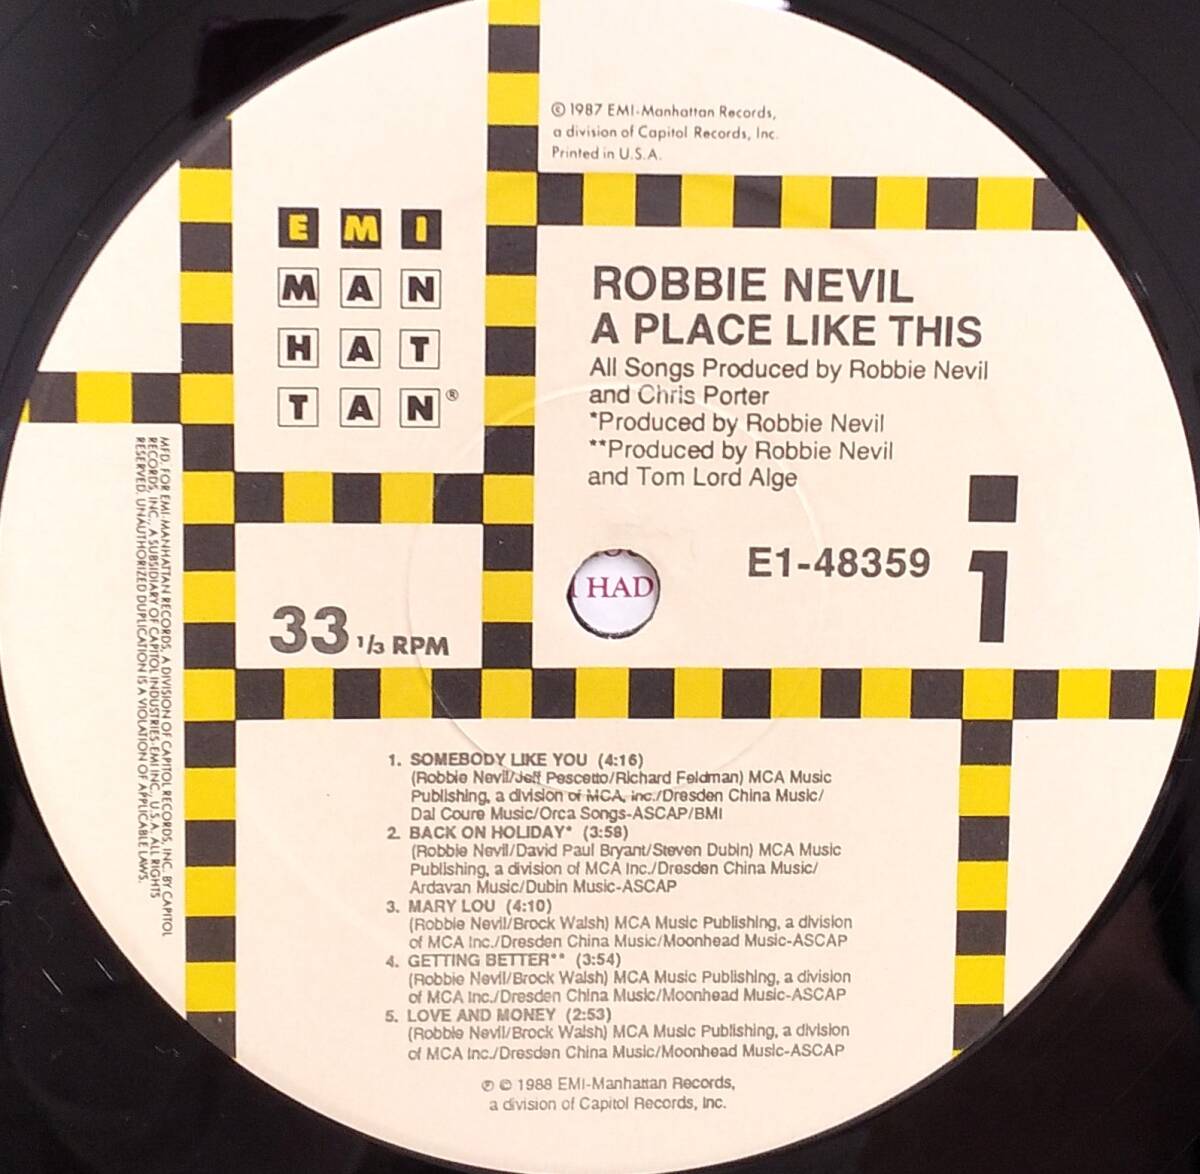 © 1987 EMI-Manhattan Records,
a division of Capitol Records, Inc.
Printed in U.S.A.
EMI
MAN
HAT
TAN®
ROBBIE NEVIL
A PLACE LIKE THIS
All Songs Produced by Robbie Nevil
and Chris Porter
*Produced by Robbie Nevil
**Produced by Robbie Nevil
and Tom Lord Alge
E1-48359
1
HAD
33 1/3 RPM
MFD. FOR EMI-MANHATTAN RECORDS, A DIVISION OF CAPITOL RECORDS, INC. BY CAPITOL
RECORDS, INC., A SUBSIDIARY OF CAPITOL INDUSTRIES-EMI INC., U.S.A. ALL RIGHTS
RESERVED. UNAUTHORIZED DUPLICATION IS A VIOLATION OF APPLICABLE LAWS.
1. SOMEBODY LIKE YOU (4:16)
(Robbie Nevil/Jeff Pescetto/Richard Feldman) MCA Music
Publishing, a division of MCA, Inc./Dresden China Music/
Dal Coure Music/Orca Songs-ASCAP/BMI
2. BACK ON HOLIDAY* (3:58)
(Robbie Nevil/David Paul Bryant/Steven Dubin) MCA Music
Publishing, a division of MCA Inc./Dresden China Music/
Ardavan Music/Dubin Music-ASCAP
3. MARY LOU (4:10)
(Robbie Nevil/Brock Walsh) MCA Music Publishing, a division
of MCA Inc./Dresden China Music/Moonhead Music-ASCAP
4. GETTING BETTER** (3:54)
(Robbie Nevil/Brock Walsh) MCA Music Publishing, a division
of MCA Inc./Dresden China Music/Moonhead Music-ASCAP
5. LOVE AND MONEY (2:53)
(Robbie Nevil/Brock Walsh) MCA Music Publishing, a division
of MCA Inc./Dresden China Music/Moonhead Music-ASCAP
℗ © 1988 EMI-Manhattan Records,
a division of Capitol Records, Inc.